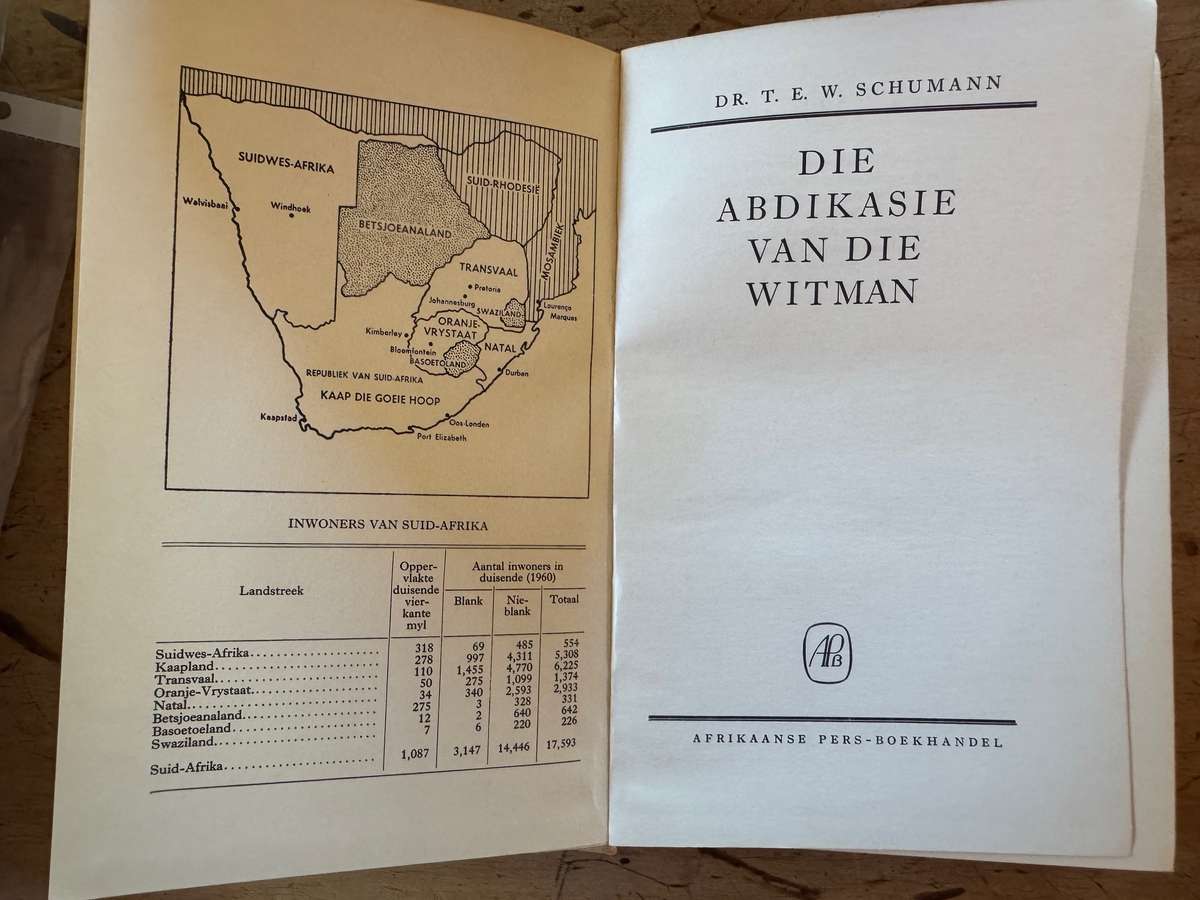 SUIDWES-AFRIKA
SUID-RHODESIË
Walvisbaai
Windhoek
BETSJOEANALAND
MOSAMBIEK
TRANSVAAL
Pretoria
Johannesburg
SWAZILAND
Lourenço
Marques
ORANJE-
VRYSTAAT
Kimberley
NATAL
Bloemfontein
BASOETOLAND
Durban
REPUBLIEK VAN SUID-AFRIKA
KAAP DIE GOEIE HOOP
Kaapstad
Oos-Londen
Port Elizabeth
INWONERS VAN SUID-AFRIKA
Landstreek
Opper-
vlakte
duisende
vier-
kante
myl
Aantal inwoners in
duisende (1960)
Blank
Nie-
blank
Totaal
Suidwes-Afrika.................... 318 69 485 554
Kaapland.................... 278 997 4,311 5,308
Transvaal.................... 110 1,455 4,770 6,225
Oranje-Vrystaat.................... 50 275 1,099 1,374
Natal.................... 34 340 2,593 2,933
Betsjoeanaland.................... 275 3 328 331
Basoetoeland.................... 12 2 640 642
Swaziland.................... 7 6 220 226
Suid-Afrika.................... 1,087 3,147 14,446 17,593
DR. T. E. W. SCHUMANN
DIE
ABDIKASIE
VAN DIE
WITMAN
APB
AFRIKAANSE PERS-BOEKHANDEL